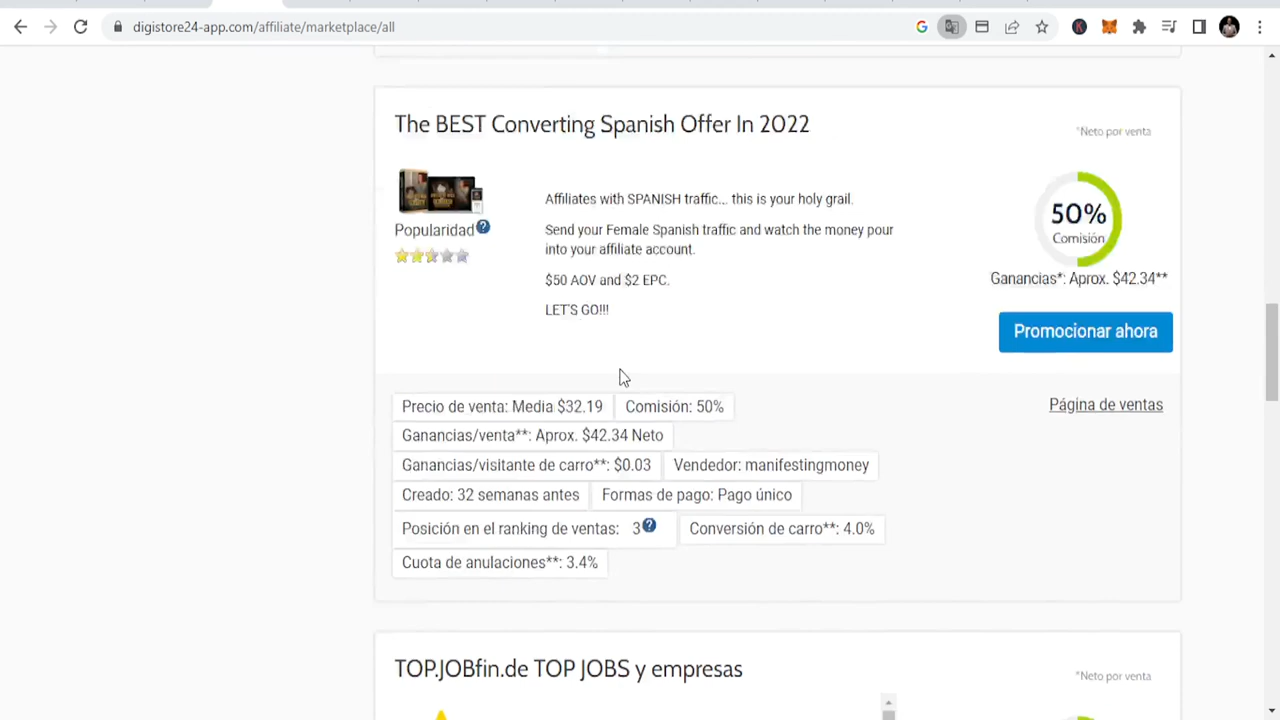 digistore24-app.com/affiliate/marketplace/all
The BEST Converting Spanish Offer In 2022
*Neto por venta
Affiliates with SPANISH traffic... this is your holy grail.
Popularidad
Send your Female Spanish traffic and watch the money pour
into your affiliate account.
$50 AOV and $2 EPC.
LET'S GO!!!
50%
Comisión
Ganancias*: Aprox. $42.34**
Promocionar ahora
Precio de venta: Media $32.19
Comisión: 50%
Página de ventas
Ganancias/venta**: Aprox. $42.34 Neto
Ganancias/visitante de carro**: $0.03
Vendedor: manifestingmoney
Creado: 32 semanas antes
Formas de pago: Pago único
Posición en el ranking de ventas: 3
Conversión de carro**: 4.0%
Cuota de anulaciones**: 3.4%
TOP.JOBfin.de TOP JOBS y empresas
*Neto por venta